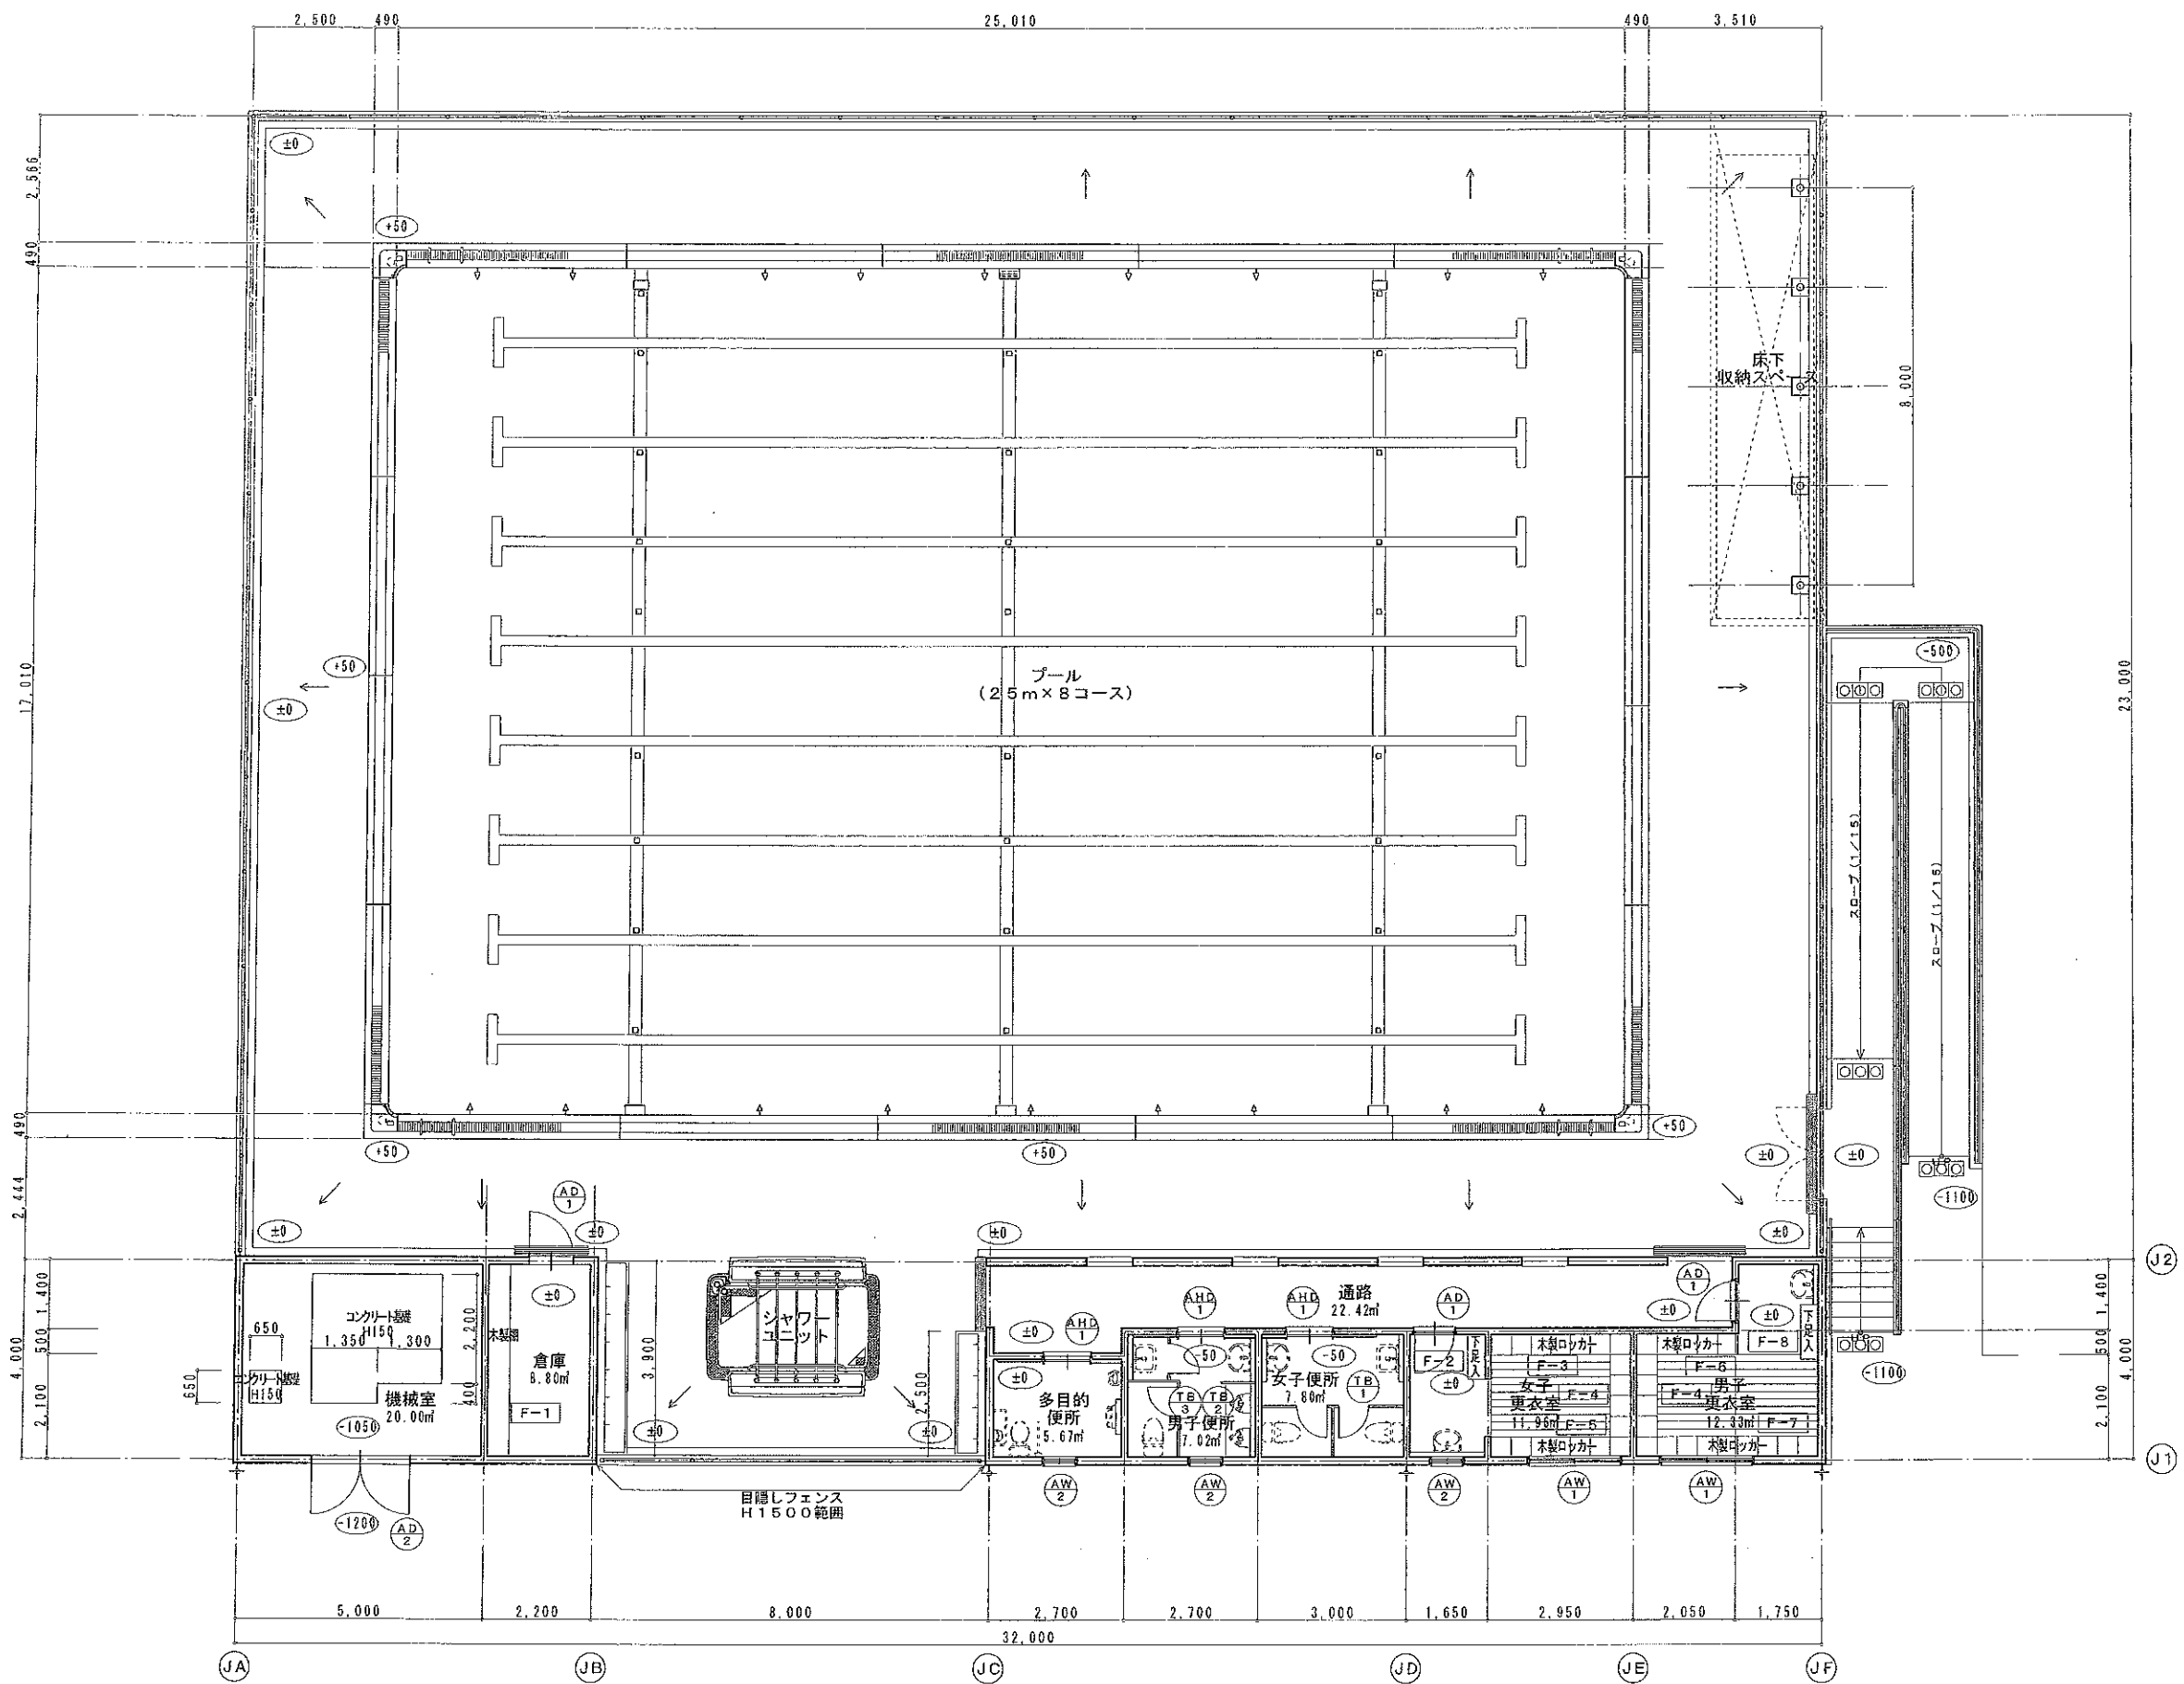 2,500
490
25,010
490
3,510
2,566
490
17,010
490
2,444
4,000
1,400
500
2,100
±0
+50
+50
±0
プール
(25m×8コース)
床下
収納スペース
8,000
23,000
-500
スロープ(1/15)
スロープ(1/15)
+50
+50
+50
±0
±0
-1100
±0
AD
1
±0
±0
±0
J2
コンクリート基礎
H150
1,350
1,300
2,200
400
650
650
コンクリート基礎
H150
機械室
20.00㎡
-1050
木製棚
±0
倉庫
8.80㎡
F-1
3,900
シャワー
ユニット
2,500
±0
±0
通路
22.42㎡
AHD
1
AHD
1
AHD
1
AD
1
AD
1
±0
±0
±0
多目的
便所
5.67㎡
-50
TB
3
TB
2
男子便所
7.02㎡
-50
女子便所
7.80㎡
TB
1
F-2
下足入
±0
木製ロッカー
F-3
女子
更衣室
F-4
11.96㎡
F-5
木製ロッカー
木製ロッカー
F-6
F-4
男子
更衣室
12.33㎡
F-7
木製ロッカー
±0
F-8
下足入
-1100
1,400
500
2,100
4,000
J1
-1200
AD
2
目隠しフェンス
H1500範囲
AW
2
AW
2
AW
2
AW
1
AW
1
5,000
2,200
8,000
2,700
2,700
3,000
1,650
2,950
2,050
1,750
32,000
JA
JB
JC
JD
JE
JF